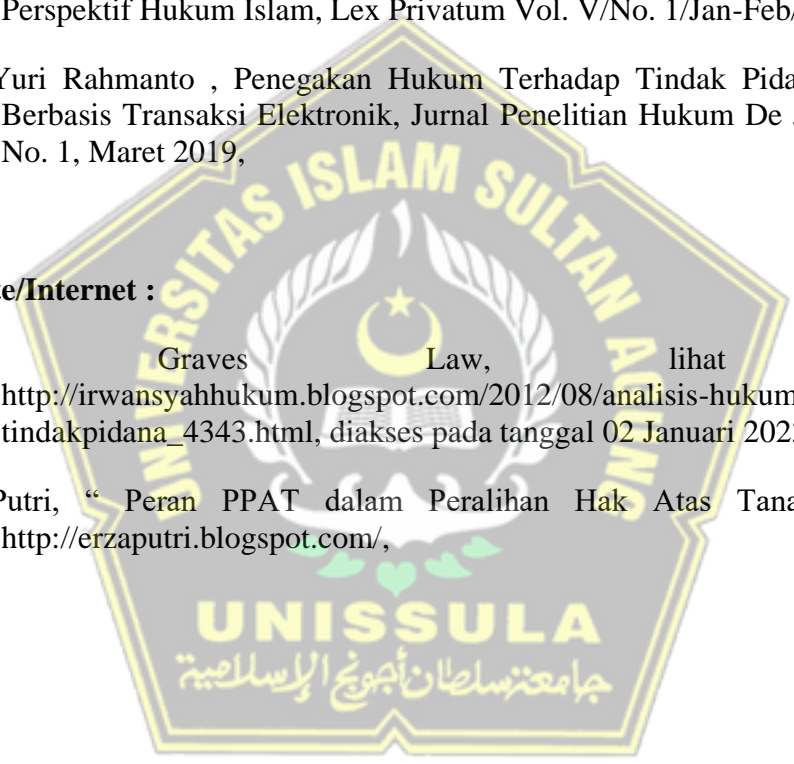 Perspektif Hukum Islam, Lex Privatum Vol. V/No. 1/Jan-Feb/
Yuri Rahmanto , Penegakan Hukum Terhadap Tindak Pida
Berbasis Transaksi Elektronik, Jurnal Penelitian Hukum De
No. 1, Maret 2019,
te/Internet :
Graves Law, lihat
http://irwansyahhukum.blogspot.com/2012/08/analisis-hukum
tindakpidana_4343.html, diakses pada tanggal 02 Januari 202
Putri, “ Peran PPAT dalam Peralihan Hak Atas Tana
http://erzaputri.blogspot.com/,
UNIVERSITAS ISLAM SULTAN AGUNG
UNISSULA
جامعنسلطان أجونج الإسلامية